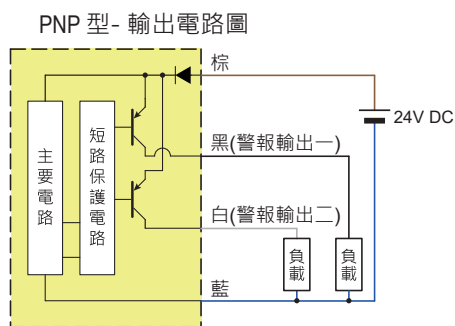 PNP 型- 輸出電路圖
棕
24V DC
黑(警報輸出一)
主要電路
短路保護電路
白(警報輸出二)
負載
負載
藍